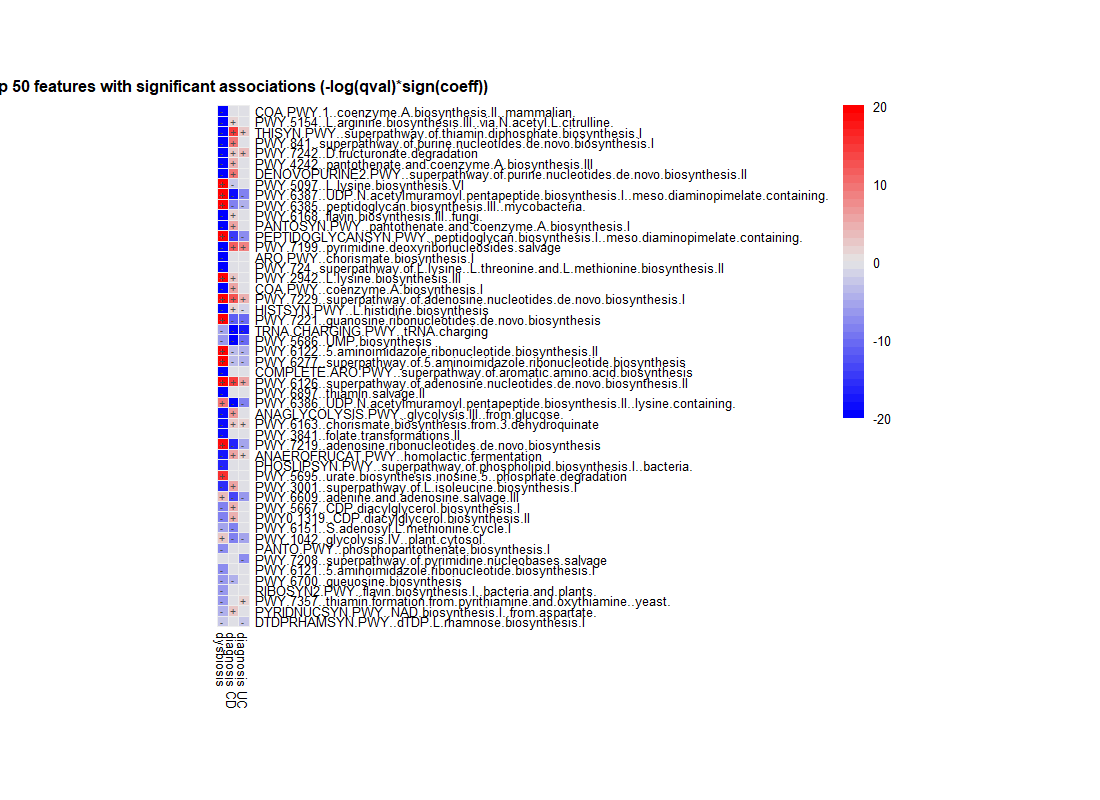 p 50 features with significant associations (-log(qval)*sign(coeff))
COA.PWY.1..coenzyme.A.biosynthesis.II..mammalian.
PWY.5154..L.arginine.biosynthesis.III..via.N.acetyl.L.citrulline.
THISYN.PWY..superpathway.of.thiamin.diphosphate.biosynthesis.I
PWY.841..superpathway.of.purine.nucleotides.de.novo.biosynthesis.I
PWY.7242..D.fructuronate.degradation
PWY.4242..pantothenate.and.coenzyme.A.biosynthesis.III
DENOVOPURINE2.PWY..superpathway.of.purine.nucleotides.de.novo.biosynthesis.II
PWY.5097..L.lysine.biosynthesis.VI
PWY.6387..UDP.N.acetylmuramoyl.pentapeptide.biosynthesis.I..meso.diaminopimelate.containing.
PWY.6385..peptidoglycan.biosynthesis.III..mycobacteria.
PWY.6168..flavin.biosynthesis.III..fungi.
PANTOSYN.PWY..pantothenate.and.coenzyme.A.biosynthesis.I
PEPTIDOGLYCANSYN.PWY..peptidoglycan.biosynthesis.I..meso.diaminopimelate.containing.
PWY.7199..pyrimidine.deoxyribonucleosides.salvage
ARO.PWY..chorismate.biosynthesis.I
PWY.724..superpathway.of.L.lysine..L.threonine.and.L.methionine.biosynthesis.II
PWY.2942..L.lysine.biosynthesis.III
COA.PWY..coenzyme.A.biosynthesis.I
PWY.7229..superpathway.of.adenosine.nucleotides.de.novo.biosynthesis.I
HISTSYN.PWY..L.histidine.biosynthesis
PWY.7221..guanosine.ribonucleotides.de.novo.biosynthesis
TRNA.CHARGING.PWY..tRNA.charging
PWY.5686..UMP.biosynthesis
PWY.6122..5.aminoimidazole.ribonucleotide.biosynthesis.II
PWY.6277..superpathway.of.5.aminoimidazole.ribonucleotide.biosynthesis
COMPLETE.ARO.PWY..superpathway.of.aromatic.amino.acid.biosynthesis
PWY.6126..superpathway.of.adenosine.nucleotides.de.novo.biosynthesis.II
PWY.6897..thiamin.salvage.II
PWY.6386..UDP.N.acetylmuramoyl.pentapeptide.biosynthesis.II..lysine.containing.
ANAGLYCOLYSIS.PWY..glycolysis.III..from.glucose.
PWY.6163..chorismate.biosynthesis.from.3.dehydroquinate
PWY.3841..folate.transformations.II
PWY.7219..adenosine.ribonucleotides.de.novo.biosynthesis
ANAEROFRUCAT.PWY..homolactic.fermentation
PHOSLIPSYN.PWY..superpathway.of.phospholipid.biosynthesis.I..bacteria.
PWY.5695..urate.biosynthesis.inosine.5..phosphate.degradation
PWY.3001..superpathway.of.L.isoleucine.biosynthesis.I
PWY.6609..adenine.and.adenosine.salvage.III
PWY.5667..CDP.diacylglycerol.biosynthesis.I
PWY0.1319..CDP.diacylglycerol.biosynthesis.II
PWY.6151..S.adenosyl.L.methionine.cycle.I
PWY.1042..glycolysis.IV..plant.cytosol.
PANTO.PWY..phosphopantothenate.biosynthesis.I
PWY.7208..superpathway.of.pyrimidine.nucleobases.salvage
PWY.6121..5.aminoimidazole.ribonucleotide.biosynthesis.I
PWY.6700..queuosine.biosynthesis
RIBOSYN2.PWY..flavin.biosynthesis.I..bacteria.and.plants.
PWY.7357..thiamin.formation.from.pyrithiamine.and.oxythiamine..yeast.
PYRIDNUCSYN.PWY..NAD.biosynthesis.I..from.aspartate.
DTDPRHAMSYN.PWY..dTDP.L.rhamnose.biosynthesis.I
dysbiosis
diagnosis CD
diagnosis UC
20
10
0
-10
-20